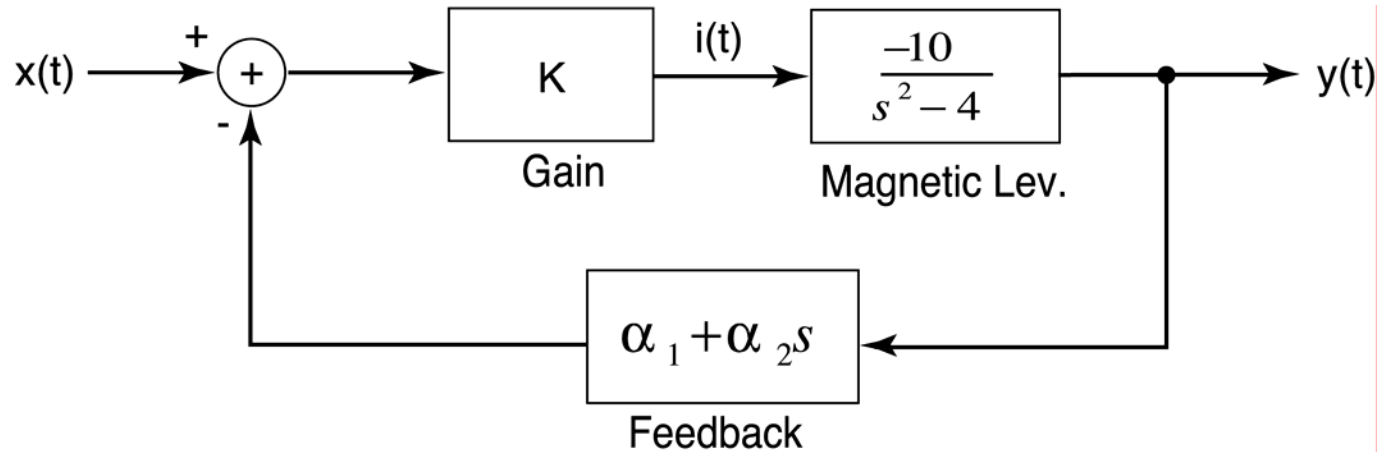 x(t)
+
+
-
K
Gain
i(t)
-10
s² - 4
Magnetic Lev.
y(t)
α₁+α₂s
Feedback